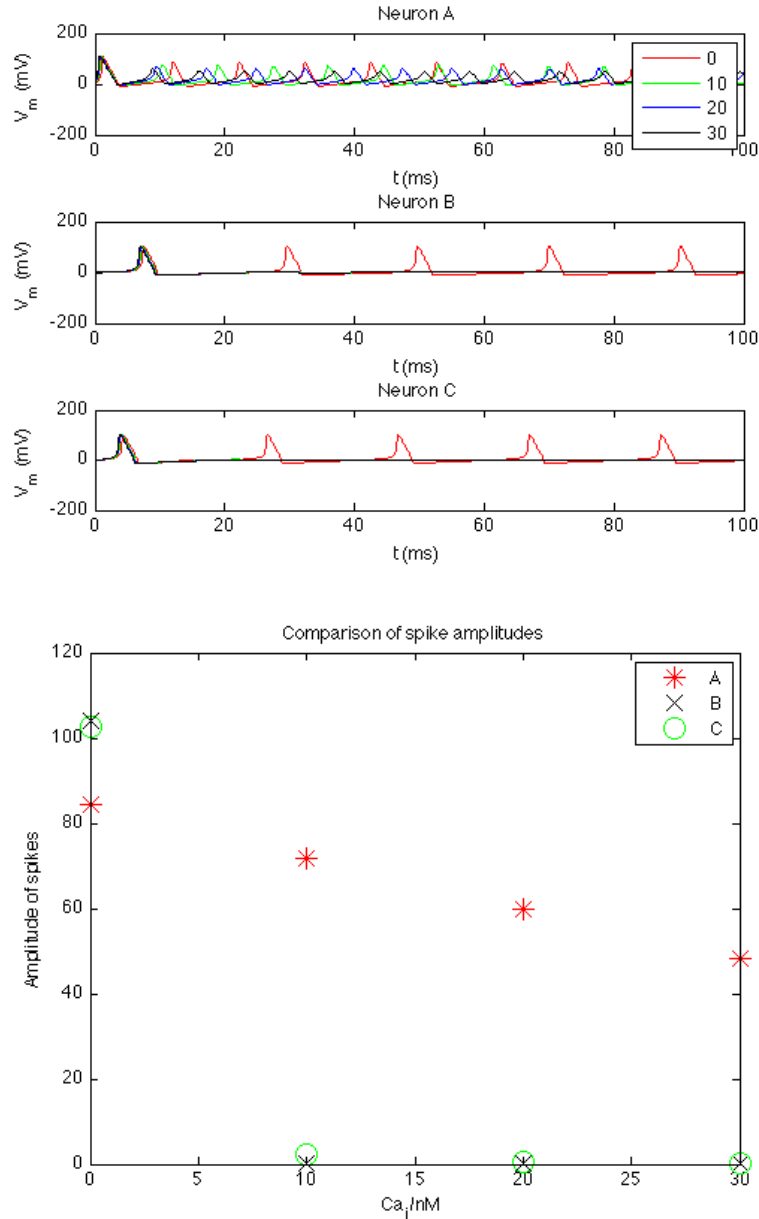 Neuron A
200
0
-200
V_m (mV)
0 20 40 60 80 100
t (ms)
0
10
20
30
Neuron B
200
0
-200
V_m (mV)
0 20 40 60 80 100
t (ms)
Neuron C
200
0
-200
V_m (mV)
0 20 40 60 80 100
t (ms)
Comparison of spike amplitudes
120
100
80
60
40
20
0
Amplitude of spikes
A
B
C
0 5 10 15 20 25 30
Ca_i/nM